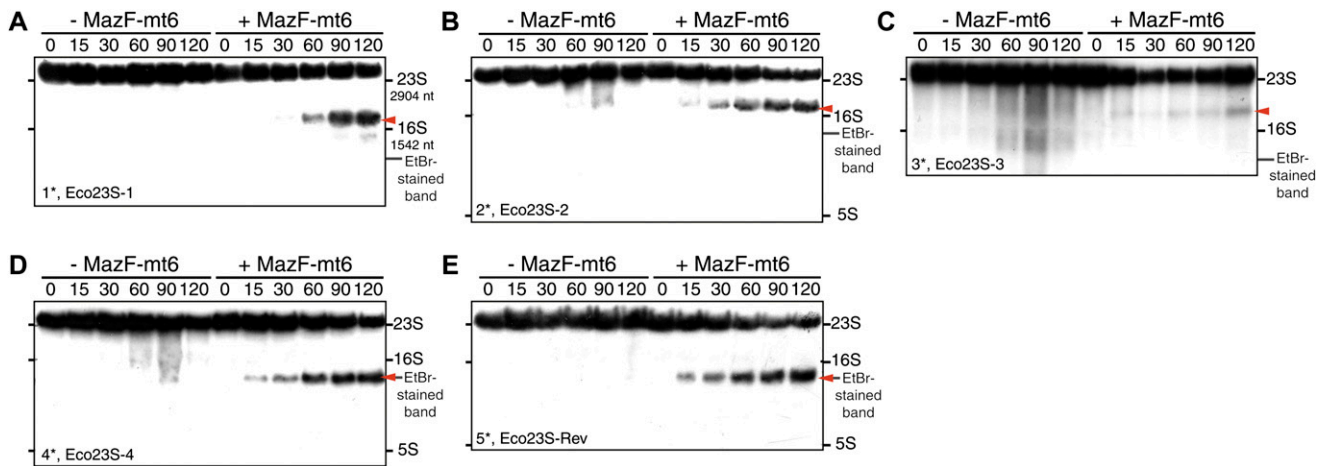 A
- MazF-mt6 + MazF-mt6
0 15 30 60 90 120 0 15 30 60 90 120
23S
2904 nt
16S
1542 nt
EtBr-
stained
band
1*, Eco23S-1
B
- MazF-mt6 + MazF-mt6
0 15 30 60 90 120 0 15 30 60 90 120
23S
16S
EtBr-
stained
band
5S
2*, Eco23S-2
C
- MazF-mt6 + MazF-mt6
0 15 30 60 90 120 0 15 30 60 90 120
23S
16S
EtBr-
stained
band
3*, Eco23S-3
D
- MazF-mt6 + MazF-mt6
0 15 30 60 90 120 0 15 30 60 90 120
23S
16S
EtBr-
stained
band
5S
4*, Eco23S-4
E
- MazF-mt6 + MazF-mt6
0 15 30 60 90 120 0 15 30 60 90 120
23S
16S
EtBr-
stained
band
5S
5*, Eco23S-Rev